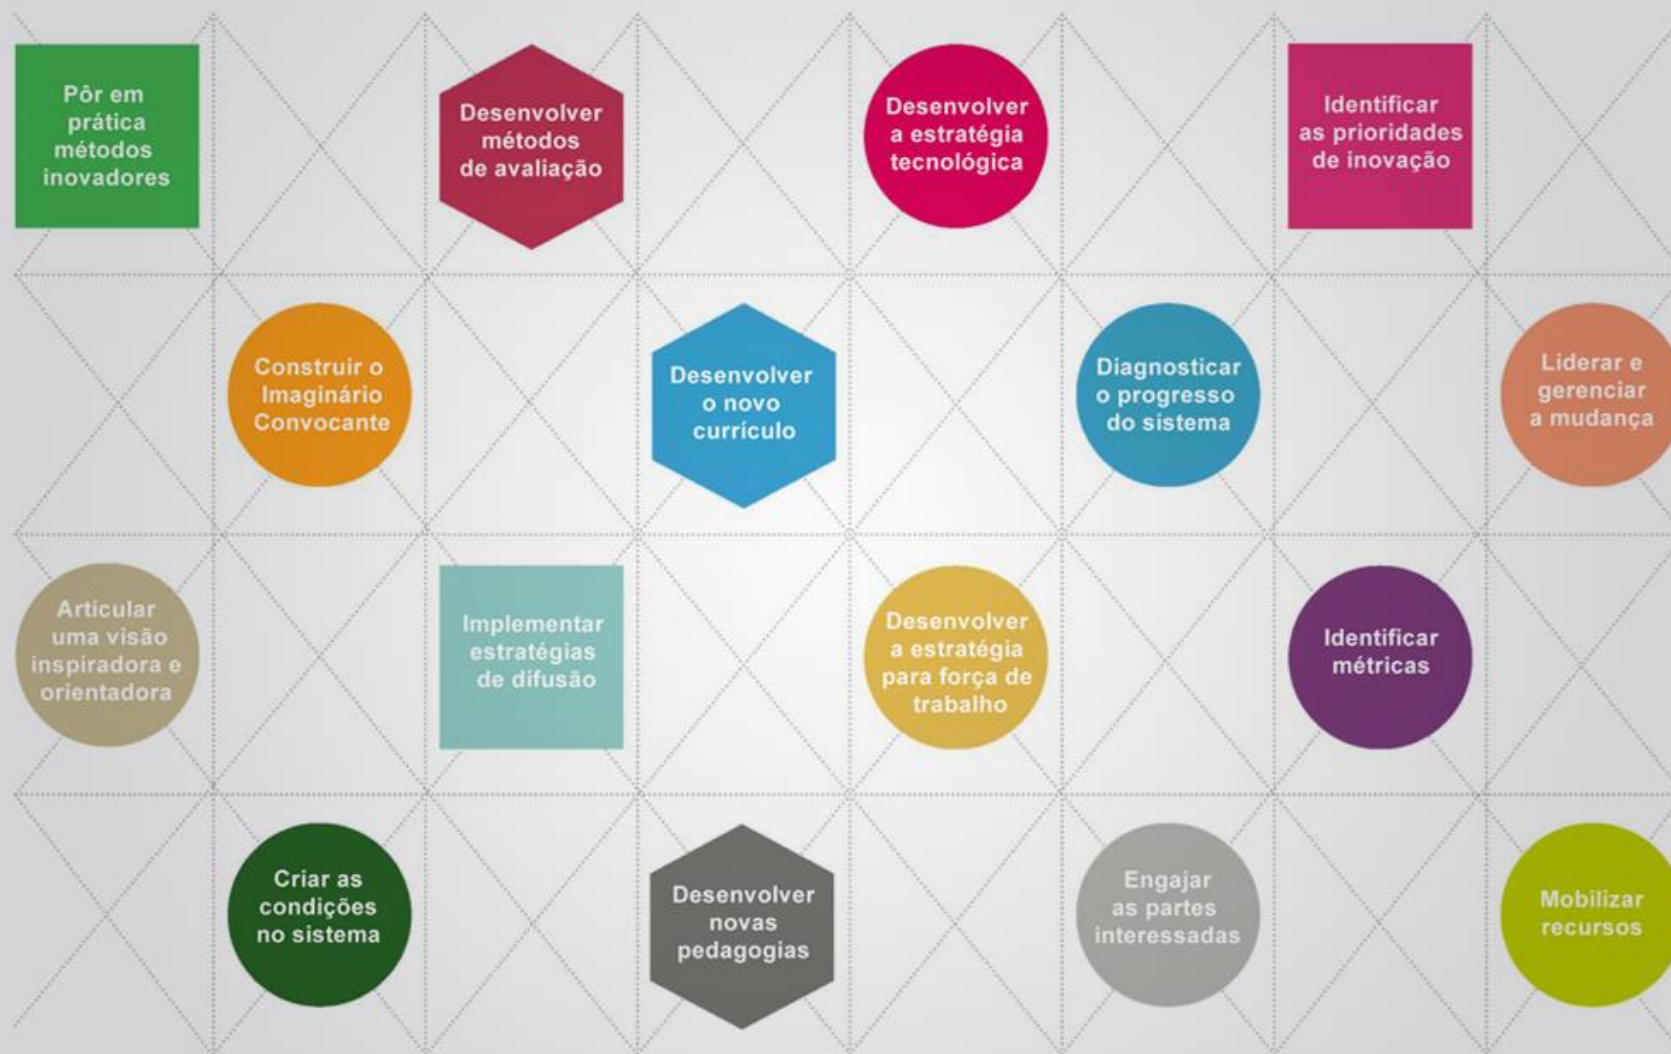 Pôr em
prática
métodos
inovadores
Desenvolver
métodos
de avaliação
Desenvolver
a estratégia
tecnológica
Identificar
as prioridades
de inovação
Construir o
Imaginário
Convocante
Desenvolver
o novo
currículo
Diagnosticar
o progresso
do sistema
Liderar e
gerenciar
a mudança
Articular
uma visão
inspiradora e
orientadora
Implementar
estratégias
de difusão
Desenvolver
a estratégia
para força de
trabalho
Identificar
métricas
Criar as
condições
no sistema
Desenvolver
novas
pedagogias
Engajar
as partes
interessadas
Mobilizar
recursos